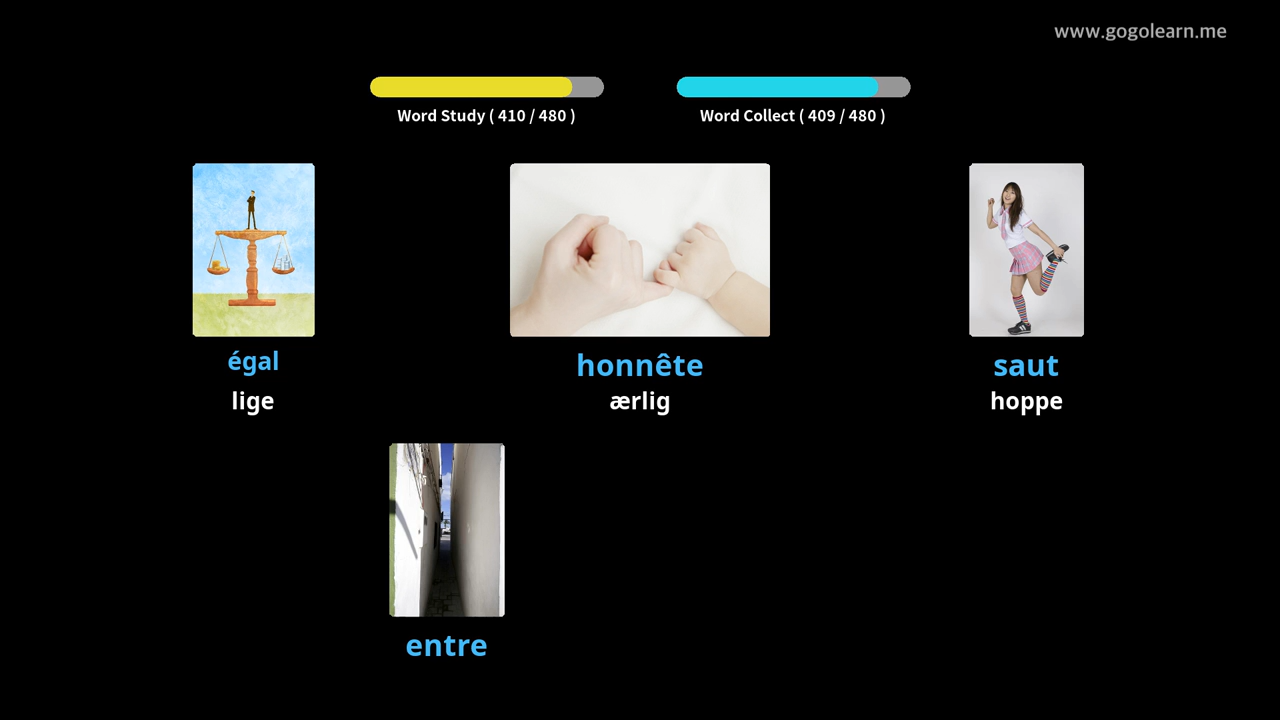 www.gogolearn.me
Word Study ( 410 / 480 )
Word Collect ( 409 / 480 )
égal
honnête
saut
lige
ærlig
hoppe
entre